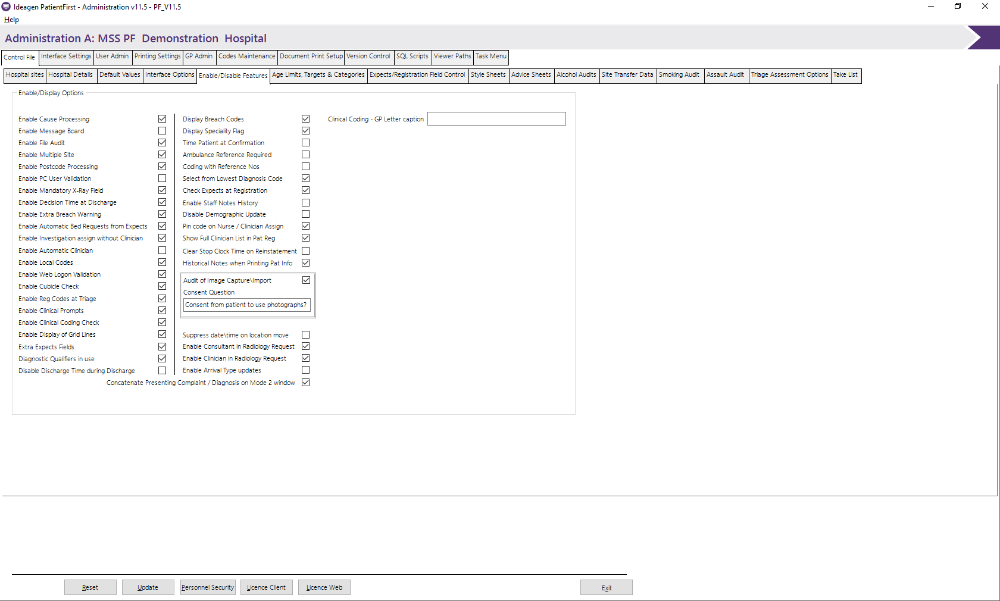 Ideagen PatientFirst - Administration v11.5 - PF_V11.5
Help
Administration A: MSS PF Demonstration Hospital
Control File Interface Settings User Admin Printing Settings GP Admin Codes Maintenance Document Print Setup Version Control SQL Scripts Viewer Paths Task Menu
Hospital sites Hospital Details Default Values Interface Options Enable/Disable Features Age Limits, Targets & Categories Expects/Registration Field Control Style Sheets Advice Sheets Alcohol Audits Site Transfer Data Smoking Audit Assault Audit Triage Assessment Options Take List
Enable/Display Options
Enable Cause Processing
Enable Message Board
Enable File Audit
Enable Multiple Site
Enable Postcode Processing
Enable PC User Validation
Enable Mandatory X-Ray Field
Enable Decision Time at Discharge
Enable Extra Breach Warning
Enable Automatic Bed Requests from Expects
Enable Investigation assign without Clinician
Enable Automatic Clinician
Enable Local Codes
Enable Web Logon Validation
Enable Cubicle Check
Enable Reg Codes at Triage
Enable Clinical Prompts
Enable Clinical Coding Check
Enable Display of Grid Lines
Extra Expects Fields
Diagnostic Qualifiers in use
Disable Discharge Time during Discharge
Display Breach Codes
Display Speciality Flag
Time Patient at Confirmation
Ambulance Reference Required
Coding with Reference Nos
Select from Lowest Diagnosis Code
Check Expects at Registration
Enable Staff Notes History
Disable Demographic Update
Pin code on Nurse / Clinician Assign
Show Full Clinician List in Pat Reg
Clear Stop Clock Time on Reinstatement
Historical Notes when Printing Pat Info
Audit of Image Capture\Import
Consent Question
Consent from patient to use photographs?
Suppress date\time on location move
Enable Consultant in Radiology Request
Enable Clinician in Radiology Request
Enable Arrival Type updates
Concatenate Presenting Complaint / Diagnosis on Mode 2 window
Clinical Coding - GP Letter caption
Reset Update Personnel Security Licence Client Licence Web Exit